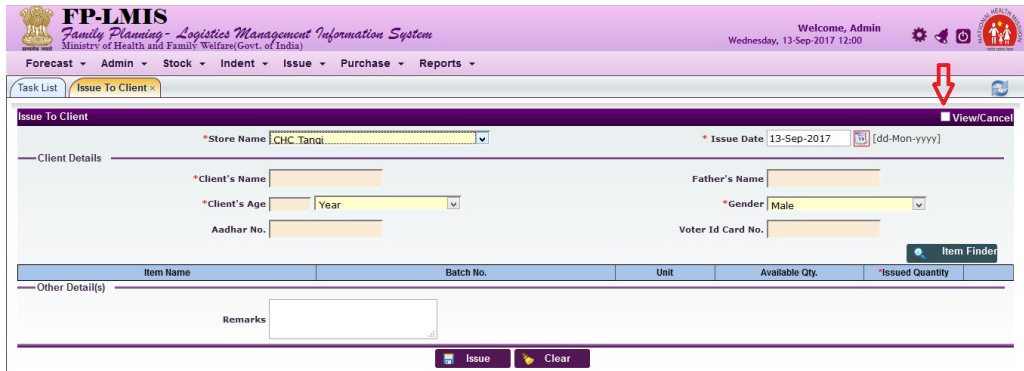 FP-LMIS
Family Planning - Logistics Management Information System
Ministry of Health and Family Welfare(Govt. of India)
Welcome, Admin
Wednesday, 13-Sep-2017 12:00
Forecast Admin Stock Indent Issue Purchase Reports
Task List Issue To Client ×
Issue To Client View/Cancel
*Store Name CHC Tangi * Issue Date 13-Sep-2017 [dd-Mon-yyyy]
Client Details
*Client's Name Father's Name
*Client's Age Year *Gender Male
Aadhar No. Voter Id Card No.
Item Finder
Item Name Batch No. Unit Available Qty. *Issued Quantity
Other Detail(s)
Remarks
Issue Clear